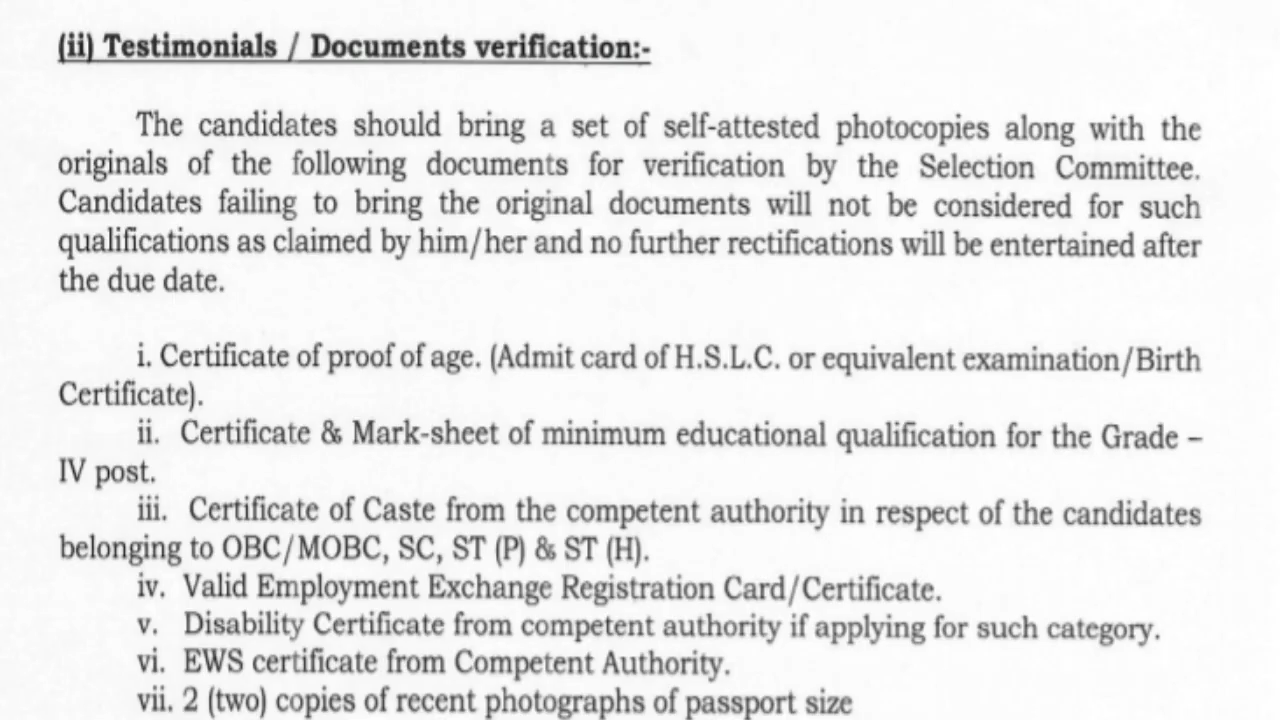 (ii) Testimonials / Documents verification:-
The candidates should bring a set of self-attested photocopies along with the
originals of the following documents for verification by the Selection Committee.
Candidates failing to bring the original documents will not be considered for such
qualifications as claimed by him/her and no further rectifications will be entertained after
the due date.
i. Certificate of proof of age. (Admit card of H.S.L.C. or equivalent examination/Birth
Certificate).
ii. Certificate & Mark-sheet of minimum educational qualification for the Grade –
IV post.
iii. Certificate of Caste from the competent authority in respect of the candidates
belonging to OBC/MOBC, SC, ST (P) & ST (H).
iv. Valid Employment Exchange Registration Card/Certificate.
v. Disability Certificate from competent authority if applying for such category.
vi. EWS certificate from Competent Authority.
vii. 2 (two) copies of recent photographs of passport size